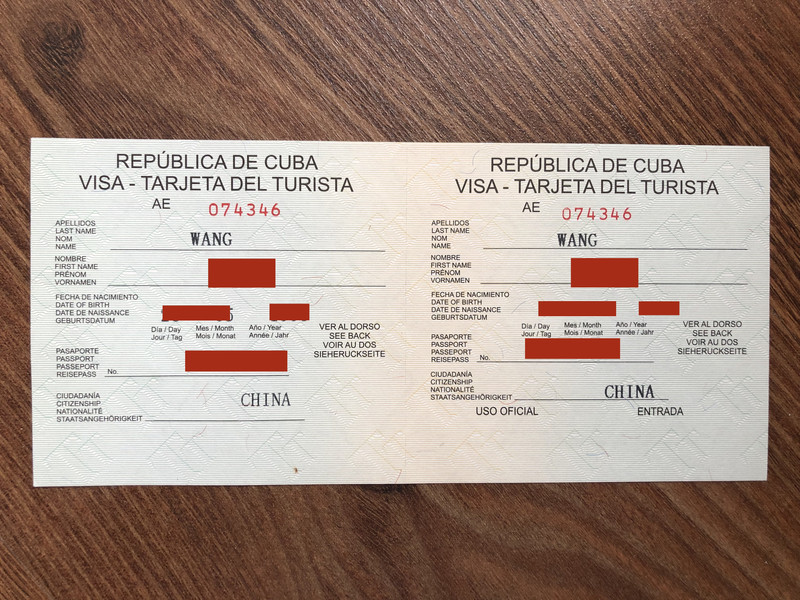 REPÚBLICA DE CUBA
VISA - TARJETA DEL TURISTA
AE 074346
APELLIDOS
LAST NAME
NOM
NAME
WANG
NOMBRE
FIRST NAME
PRÉNOM
VORNAMEN
FECHA DE NACIMIENTO
DATE OF BIRTH
DATE DE NAISSANCE
GEBURTSDATUM
Día / Day Mes / Month Año / Year
Jour / Tag Mois / Monat Année / Jahr
VER AL DORSO
SEE BACK
VOIR AU DOS
SIEHERUCKSEITE
PASAPORTE
PASSPORT
PASSEPORT
REISEPASS
No.
CIUDADANÍA
CITIZENSHIP
NATIONALITÉ
STAATSANGEHÖRIGKEIT
CHINA
REPÚBLICA DE CUBA
VISA - TARJETA DEL TURISTA
AE 074346
APELLIDOS
LAST NAME
NOM
NAME
WANG
NOMBRE
FIRST NAME
PRÉNOM
VORNAMEN
FECHA DE NACIMIENTO
DATE OF BIRTH
DATE DE NAISSANCE
GEBURTSDATUM
Día / Day Mes / Month Año / Year
Jour / Tag Mois / Monat Année / Jahr
VER AL DORSO
SEE BACK
VOIR AU DOS
SIEHERUCKSEITE
PASAPORTE
PASSPORT
PASSEPORT
REISEPASS
No.
CIUDADANÍA
CITIZENSHIP
NATIONALITÉ
STAATSANGEHÖRIGKEIT
CHINA
USO OFICIAL ENTRADA